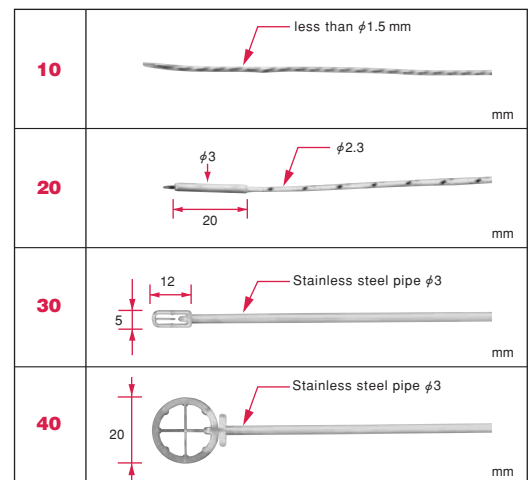 less than φ1.5 mm
10
mm
φ2.3
φ3
20
20
mm
12
Stainless steel pipe φ3
30
5
mm
Stainless steel pipe φ3
40
20
mm